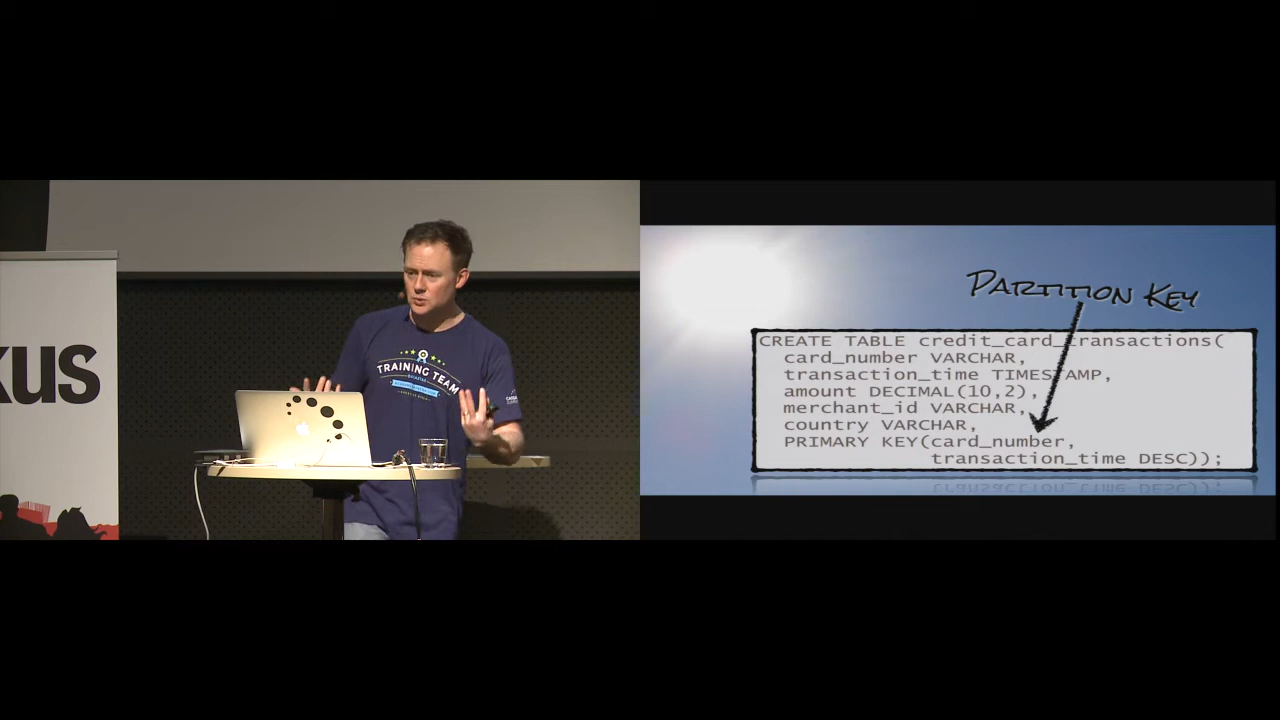 kus
TRAINING TEAM
DATASTAX
PARTITION KEY
CREATE TABLE credit_card_transactions(
card_number VARCHAR,
transaction_time TIMESTAMP,
amount DECIMAL(10,2),
merchant_id VARCHAR,
country VARCHAR,
PRIMARY KEY(card_number,
transaction_time DESC));